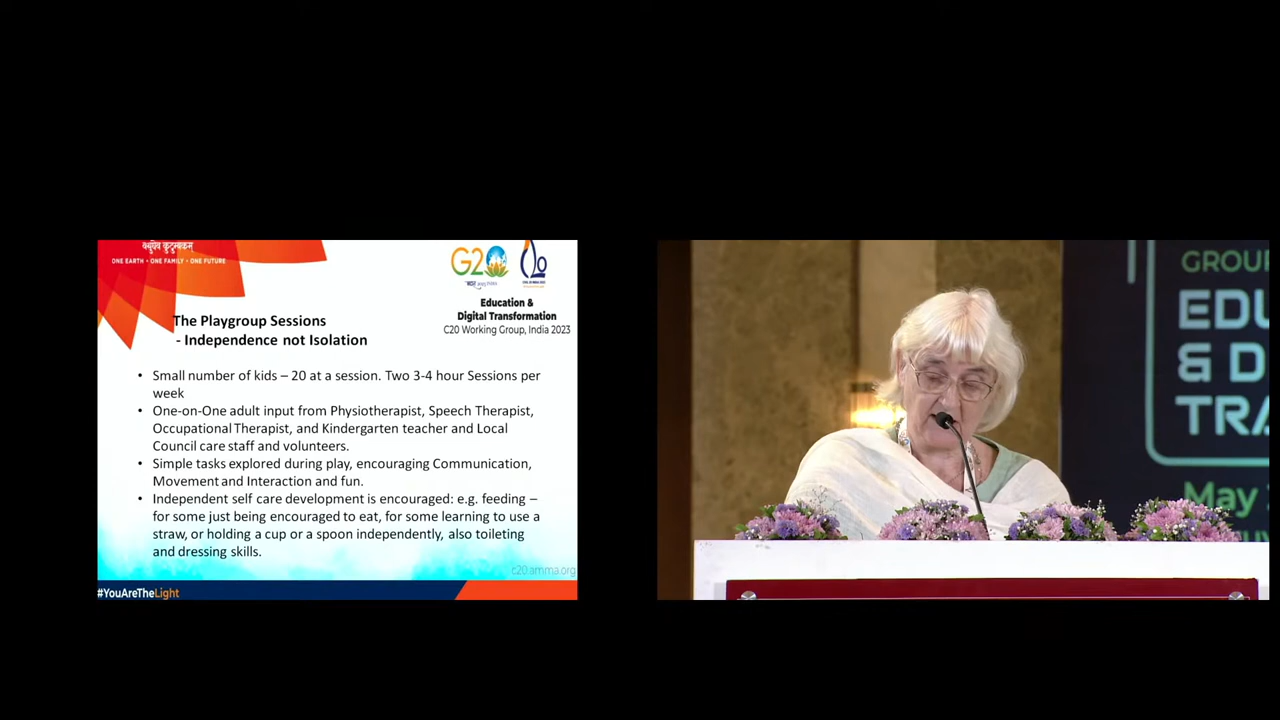 वसुधैव कुटुम्बकम्
ONE EARTH • ONE FAMILY • ONE FUTURE
G20
Education &
Digital Transformation
C20 Working Group, India 2023
The Playgroup Sessions
- Independence not Isolation
• Small number of kids – 20 at a session. Two 3-4 hour Sessions per
week
• One-on-One adult input from Physiotherapist, Speech Therapist,
Occupational Therapist, and Kindergarten teacher and Local
Council care staff and volunteers.
• Simple tasks explored during play, encouraging Communication,
Movement and Interaction and fun.
• Independent self care development is encouraged: e.g. feeding –
for some just being encouraged to eat, for some learning to use a
straw, or holding a cup or a spoon independently, also toileting
and dressing skills.
c20.amma.org
#YouAreTheLight
GROUP
EDU
& D
TRA
May